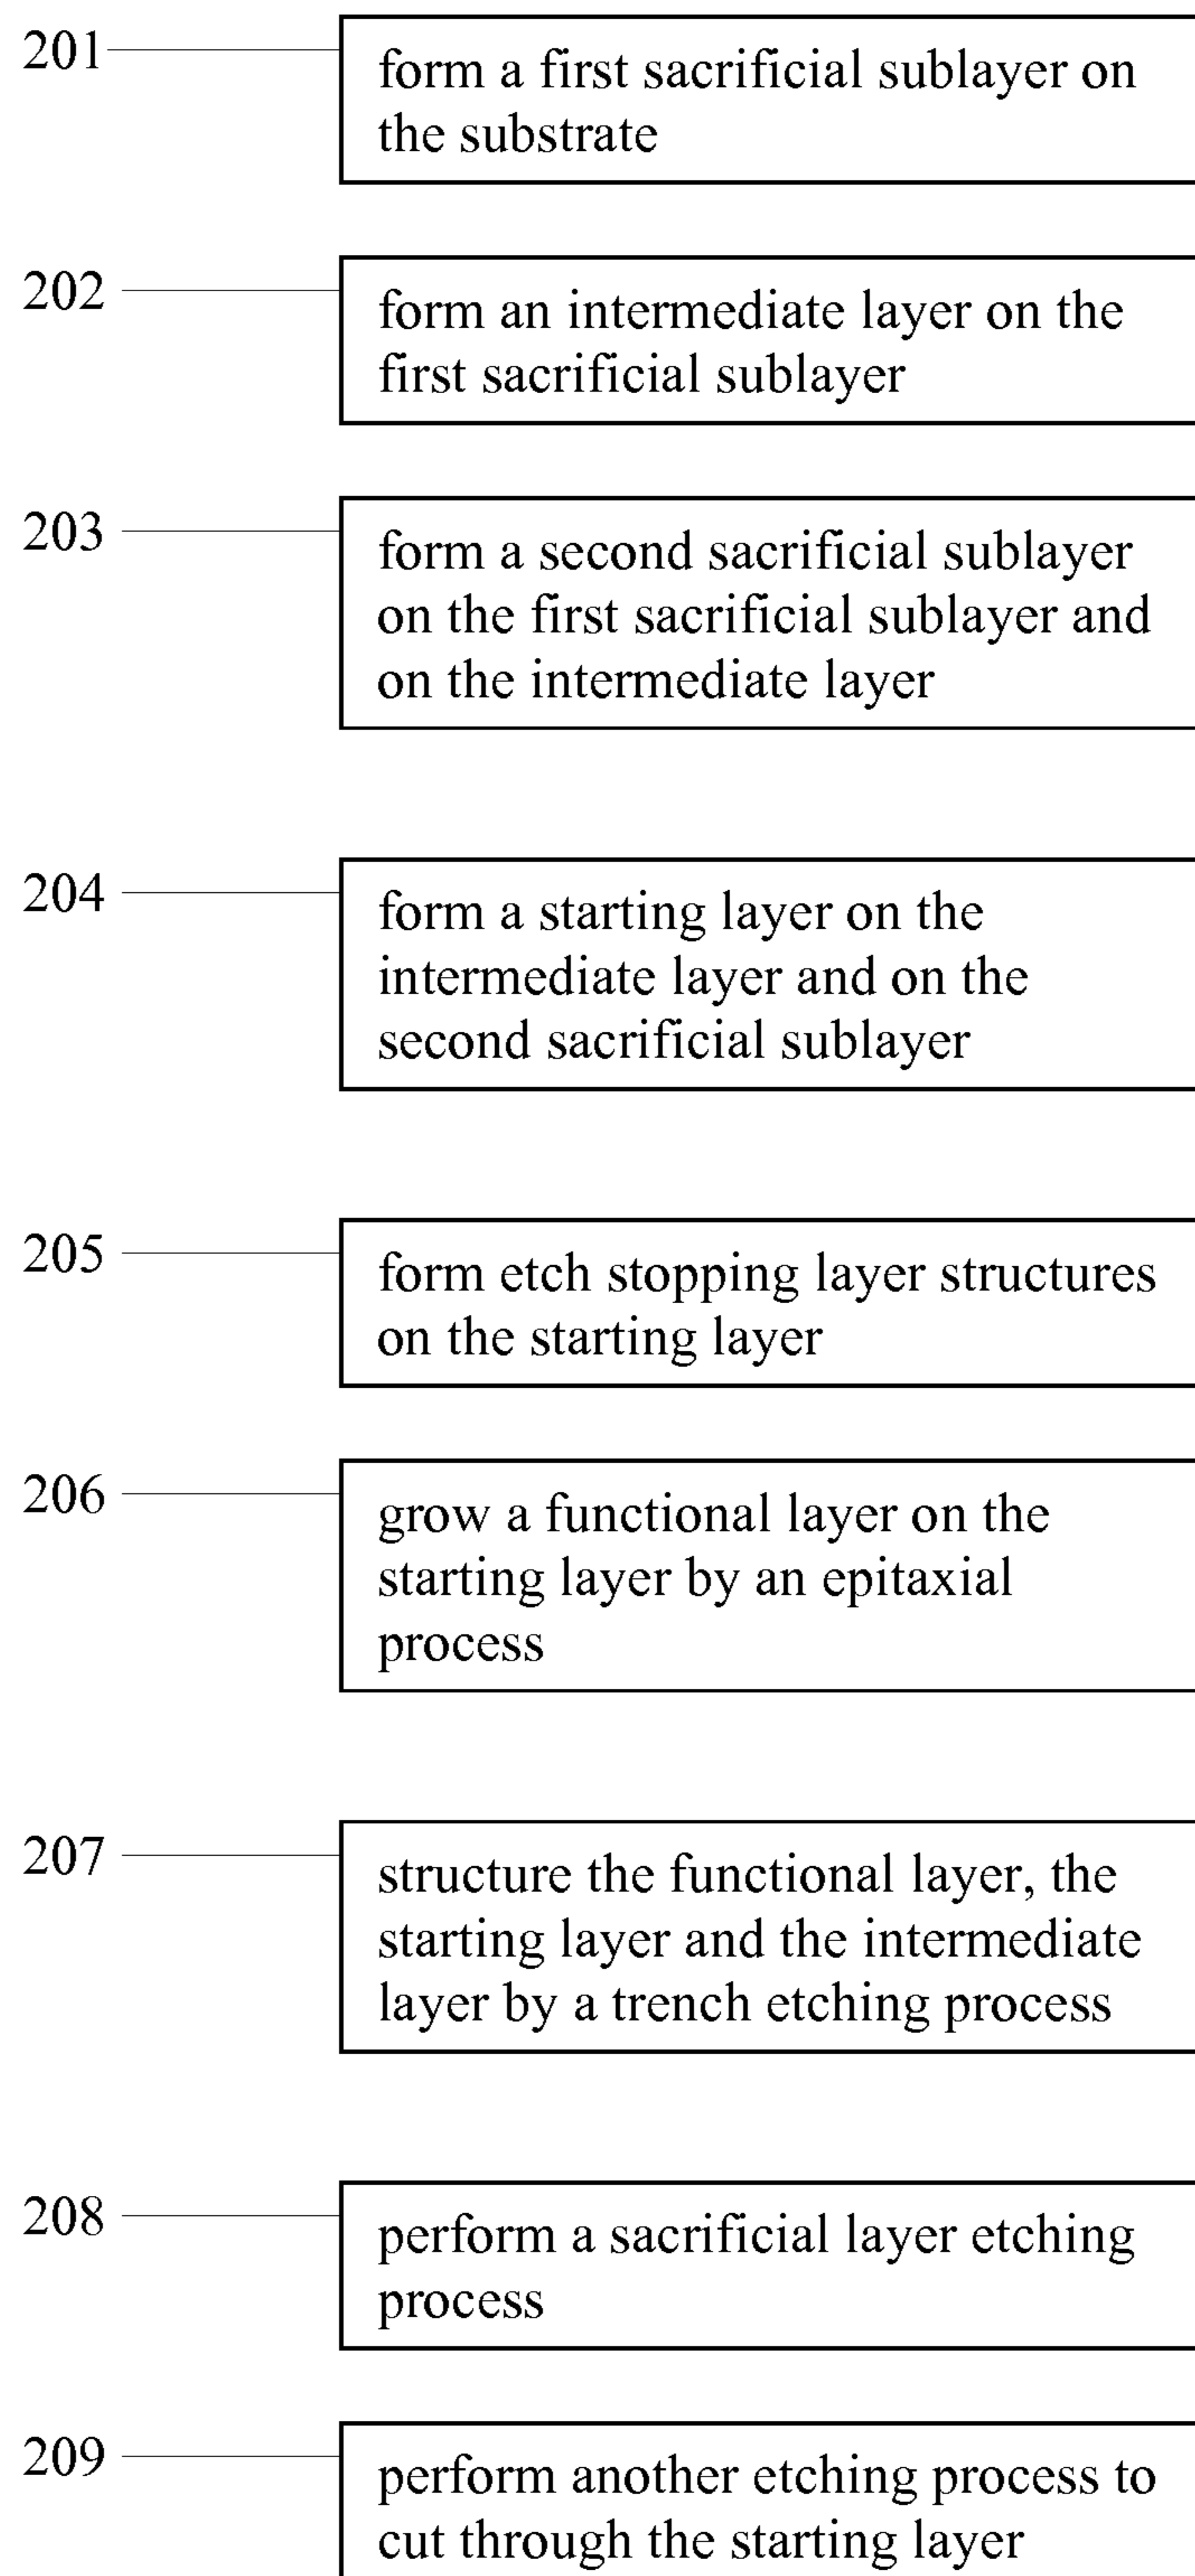 201
form a first sacrificial sublayer on
the substrate
202
form an intermediate layer on the
first sacrificial sublayer
203
form a second sacrificial sublayer
on the first sacrificial sublayer and
on the intermediate layer
204
form a starting layer on the
intermediate layer and on the
second sacrificial sublayer
205
form etch stopping layer structures
on the starting layer
206
grow a functional layer on the
starting layer by an epitaxial
process
207
structure the functional layer, the
starting layer and the intermediate
layer by a trench etching process
208
perform a sacrificial layer etching
process
209
perform another etching process to
cut through the starting layer